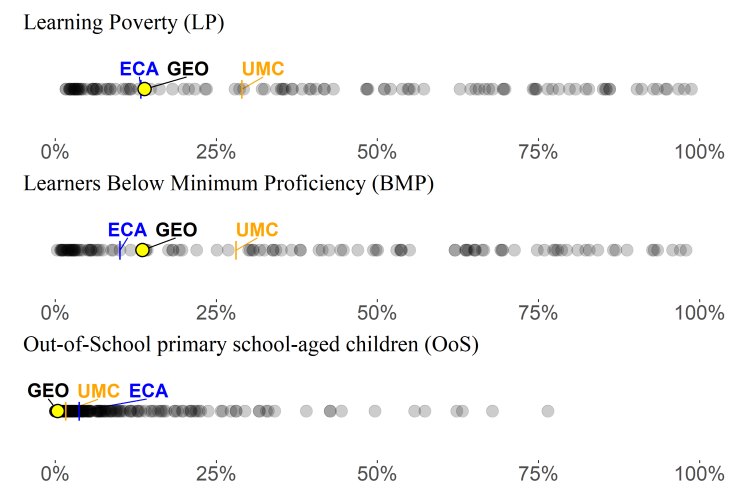 Learning Poverty (LP)
ECA GEO UMC
0% 25% 50% 75% 100%
Learners Below Minimum Proficiency (BMP)
ECA GEO UMC
0% 25% 50% 75% 100%
Out-of-School primary school-aged children (OoS)
GEO UMC ECA
0% 25% 50% 75% 100%